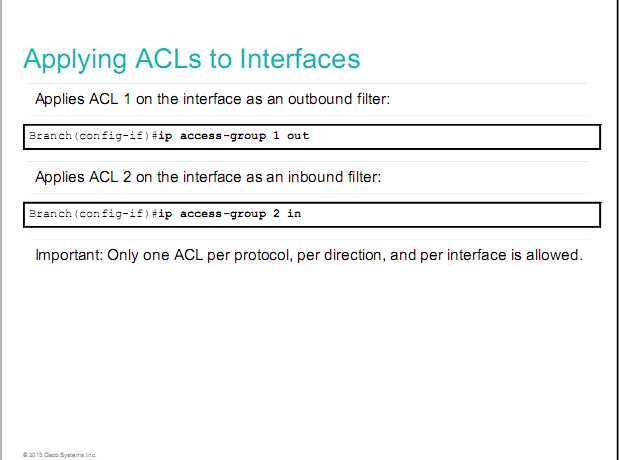 Applying ACLs to Interfaces
Applies ACL 1 on the interface as an outbound filter:
Branch(config-if)#ip access-group 1 out
Applies ACL 2 on the interface as an inbound filter:
Branch(config-if)#ip access-group 2 in
Important: Only one ACL per protocol, per direction, and per interface is allowed.
© 2013 Cisco Systems, Inc.